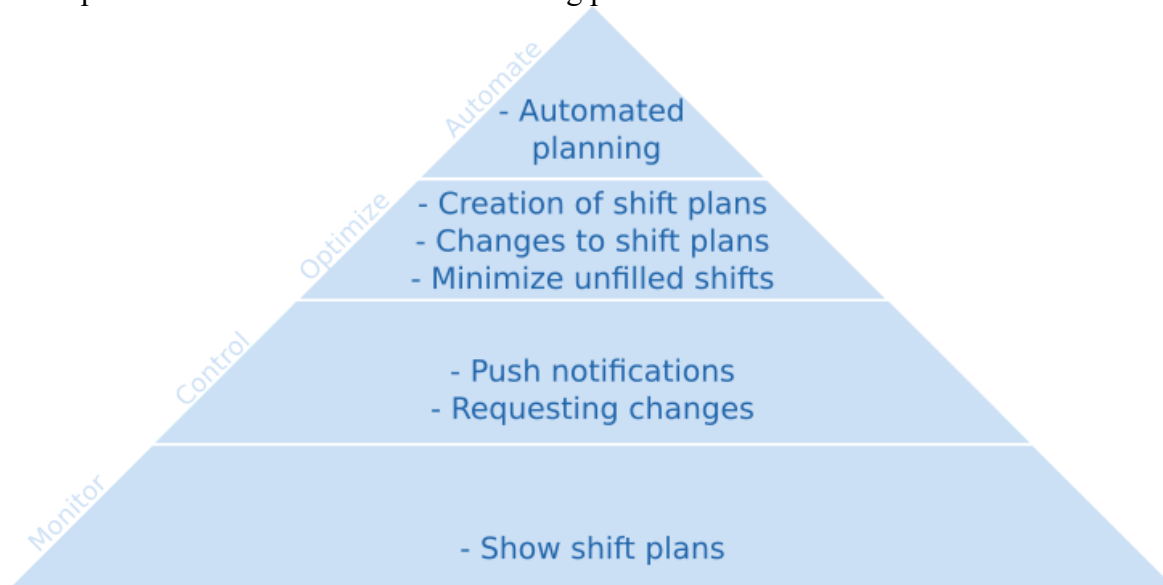 Automate
- Automated
planning
Optimize
- Creation of shift plans
- Changes to shift plans
- Minimize unfilled shifts
Control
- Push notifications
- Requesting changes
Monitor
- Show shift plans